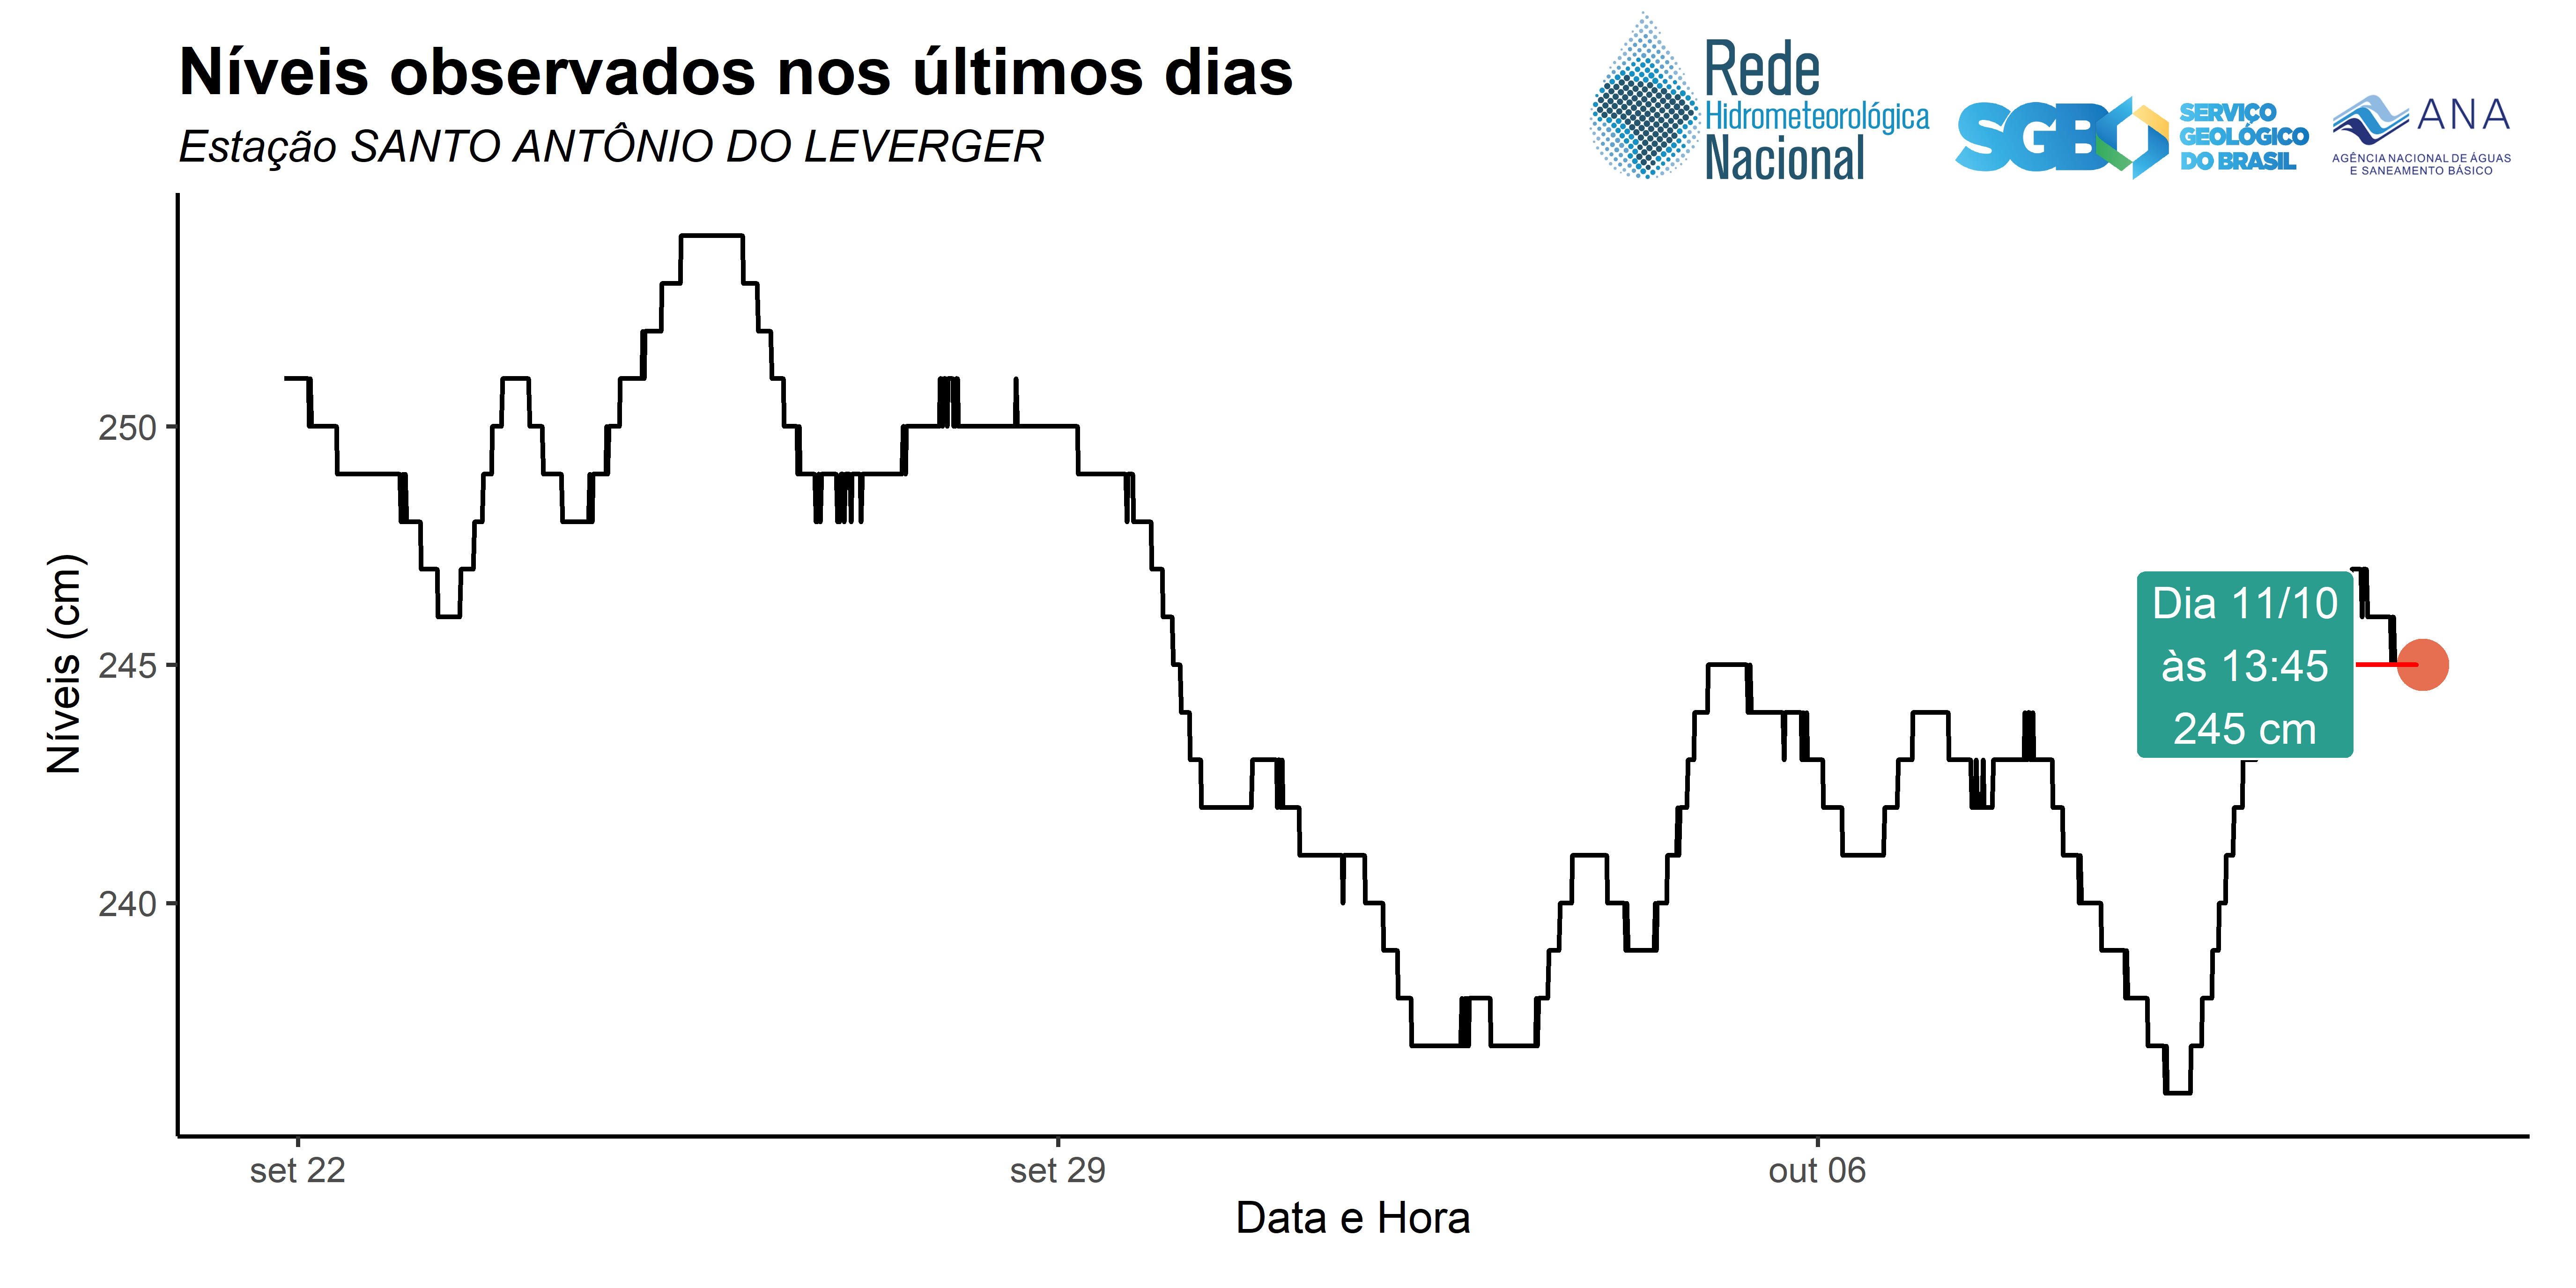 Níveis observados nos últimos dias
Estação SANTO ANTÔNIO DO LEVERGER
Rede
Hidrometeorológica
Nacional
SGB
SERVIÇO
GEOLÓGICO
DO BRASIL
ANA
AGÊNCIA NACIONAL DE ÁGUAS
E SANEAMENTO BÁSICO
Níveis (cm)
250
245
240
Dia 11/10
às 13:45
245 cm
set 22
set 29
out 06
Data e Hora